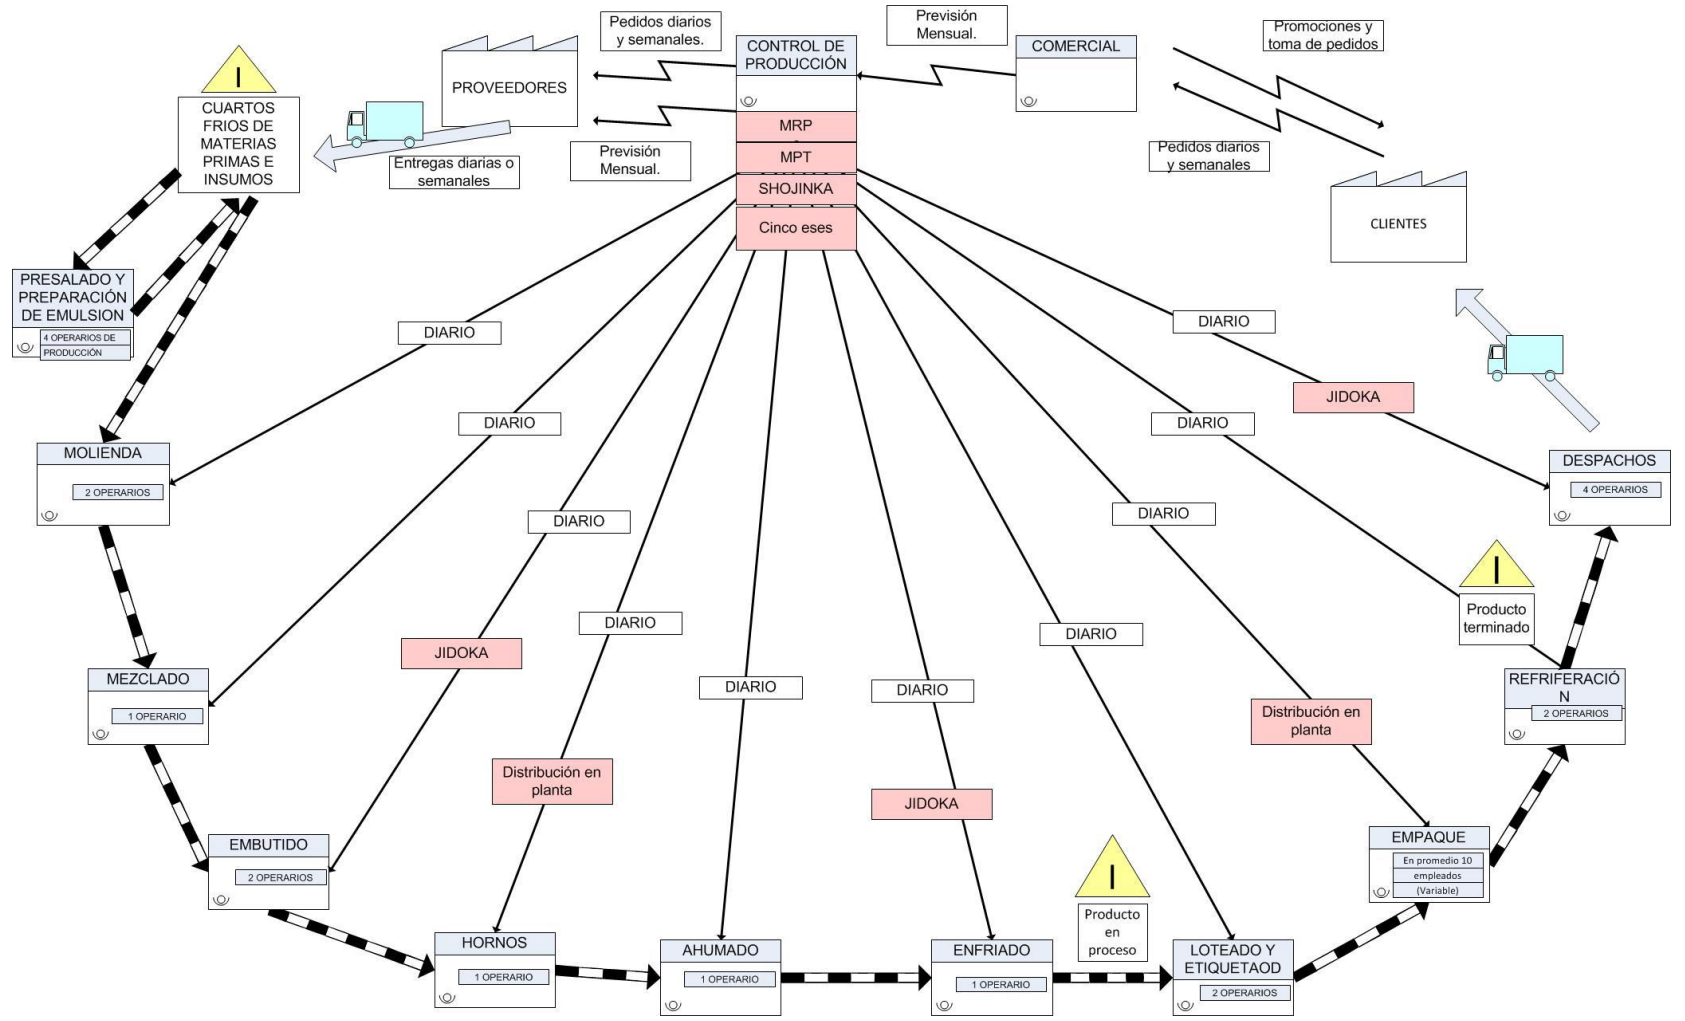 Pedidos diarios
y semanales.
Previsión
Mensual.
Promociones y
toma de pedidos
CONTROL DE
PRODUCCIÓN
COMERCIAL
PROVEEDORES
I
CUARTOS
FRIOS DE
MATERIAS
PRIMAS E
INSUMOS
MRP
MPT
SHOJINKA
Cinco eses
Entregas diarias o
semanales
Previsión
Mensual.
Pedidos diarios
y semanales
CLIENTES
PRESALADO Y
PREPARACIÓN
DE EMULSION
4 OPERARIOS DE
PRODUCCIÓN
DIARIO
DIARIO
JIDOKA
DIARIO
DIARIO
MOLIENDA
2 OPERARIOS
DESPACHOS
4 OPERARIOS
DIARIO
DIARIO
I
Producto
terminado
DIARIO
DIARIO
JIDOKA
MEZCLADO
1 OPERARIO
DIARIO
DIARIO
REFRIFERACIÓ
N
2 OPERARIOS
Distribución en
planta
Distribución en
planta
JIDOKA
EMBUTIDO
2 OPERARIOS
EMPAQUE
En promedio 10
empleados
(Variable)
I
Producto
en
proceso
HORNOS
1 OPERARIO
AHUMADO
1 OPERARIO
ENFRIADO
1 OPERARIO
LOTEADO Y
ETIQUETAOD
2 OPERARIOS